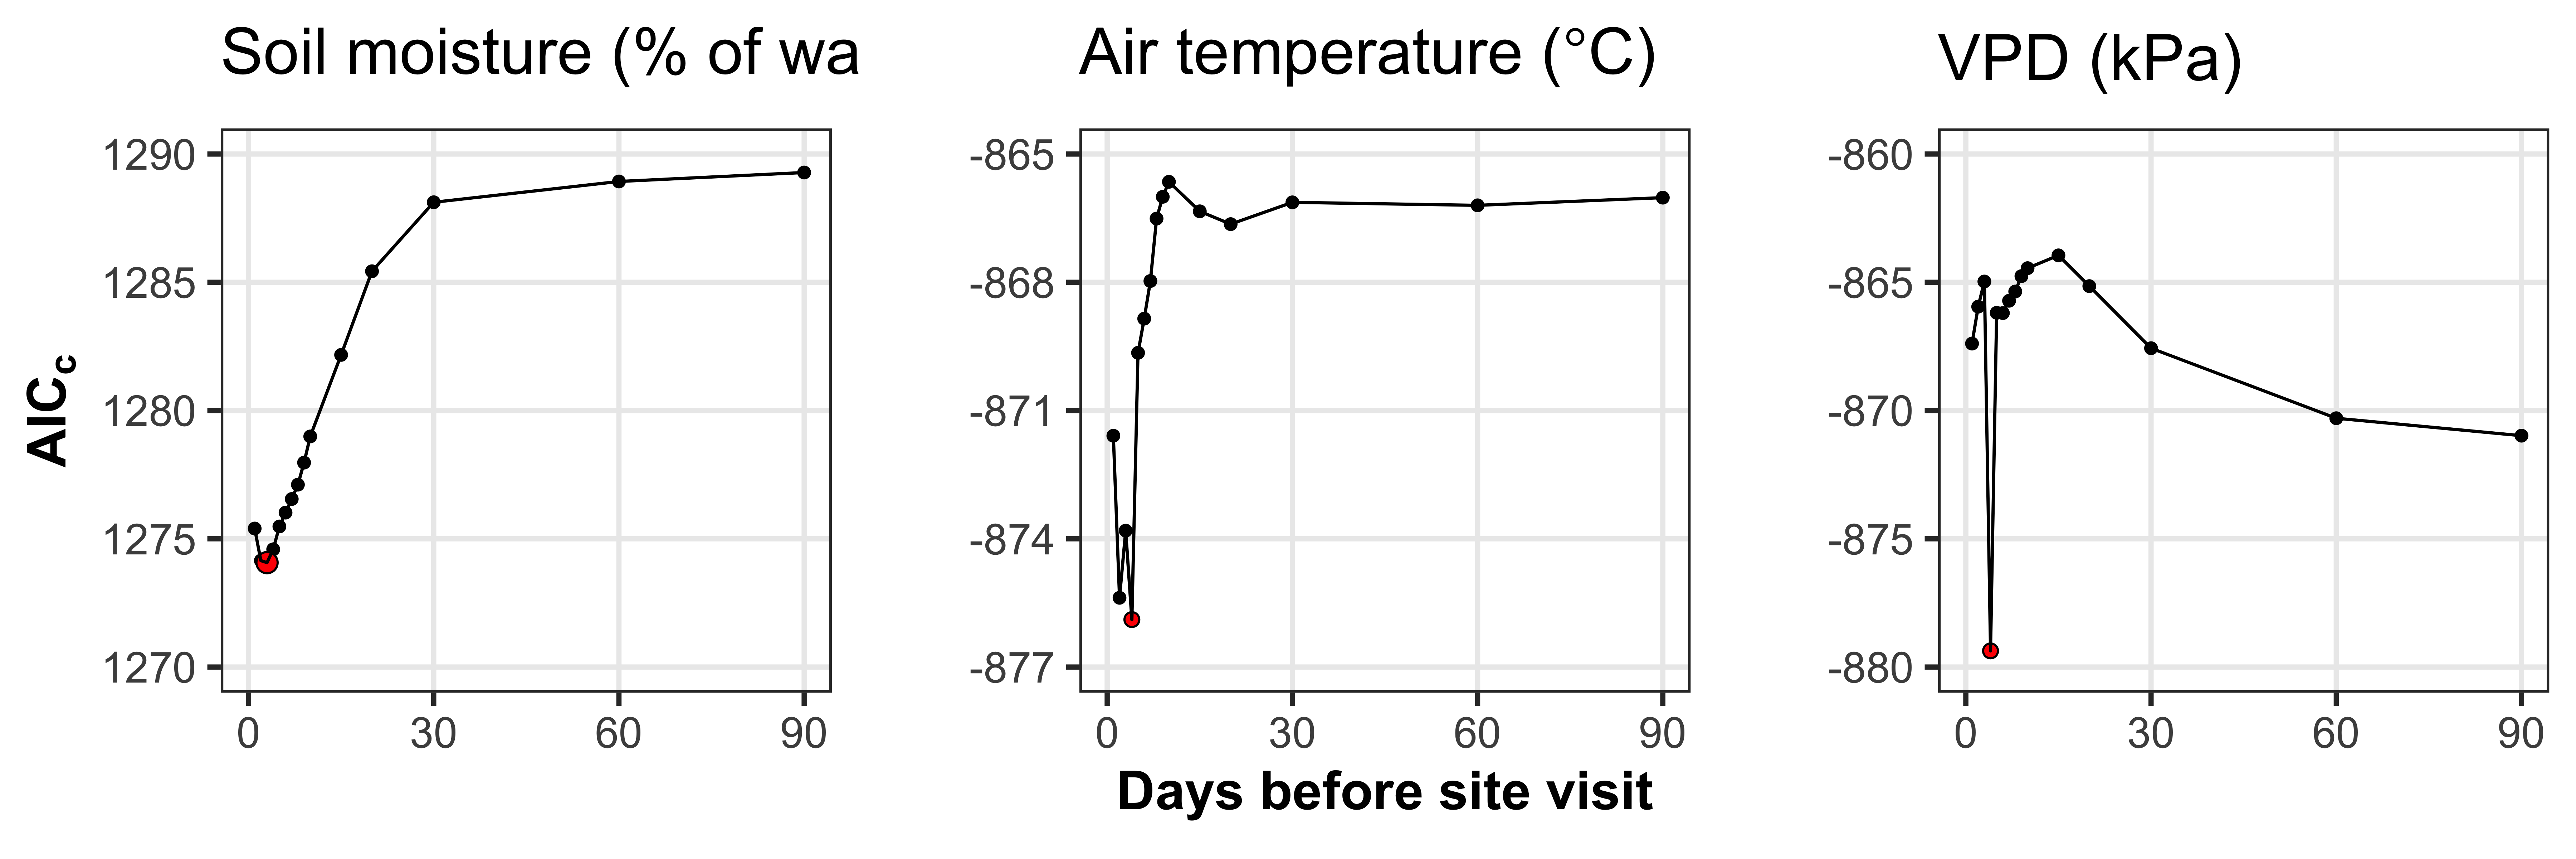 Soil moisture (% of wa
Air temperature (°C)
VPD (kPa)
AICc
1290
1285
1280
1275
1270
0 30 60 90
-865
-868
-871
-874
-877
0 30 60 90
-860
-865
-870
-875
-880
0 30 60 90
Days before site visit